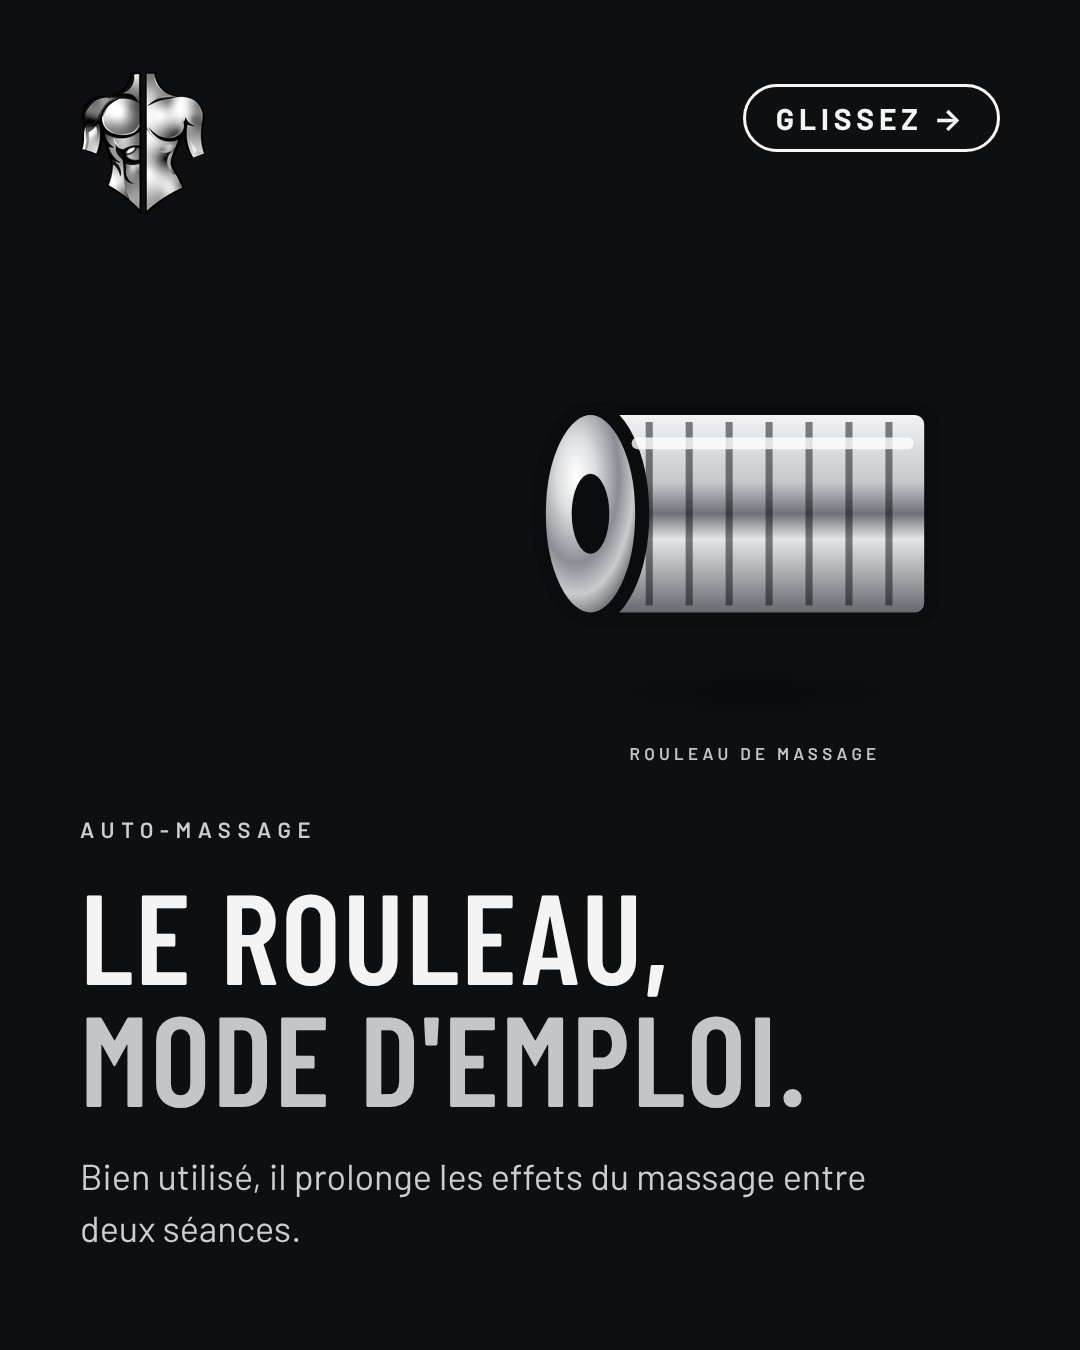 GLISSEZ →
ROULEAU DE MASSAGE
AUTO-MASSAGE
LE ROULEAU,
MODE D'EMPLOI.
Bien utilisé, il prolonge les effets du massage entre
deux séances.